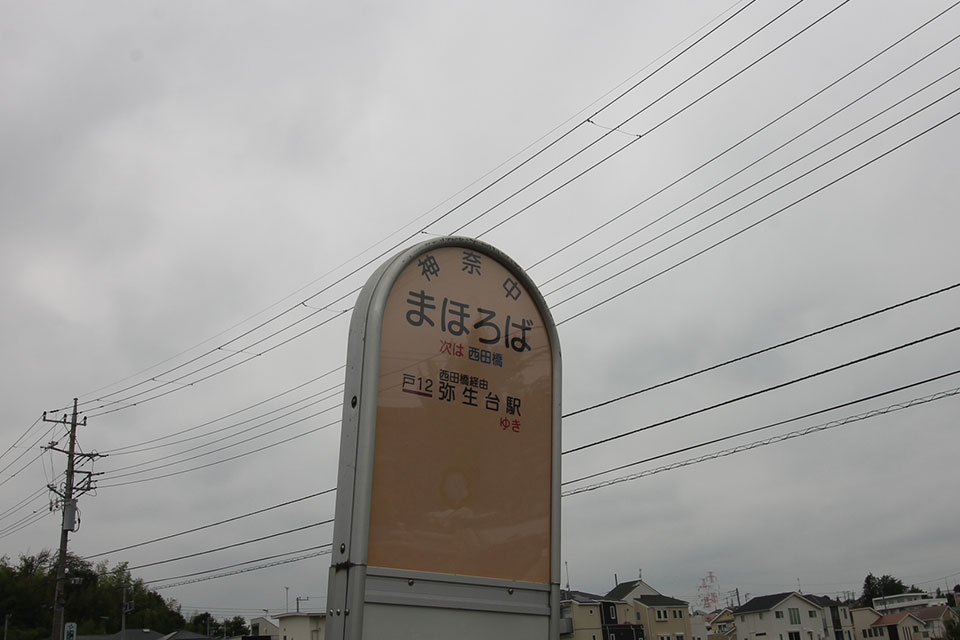 神奈中
まほろば
次は 西田橋
西田橋経由
戸12 弥生台駅
ゆき